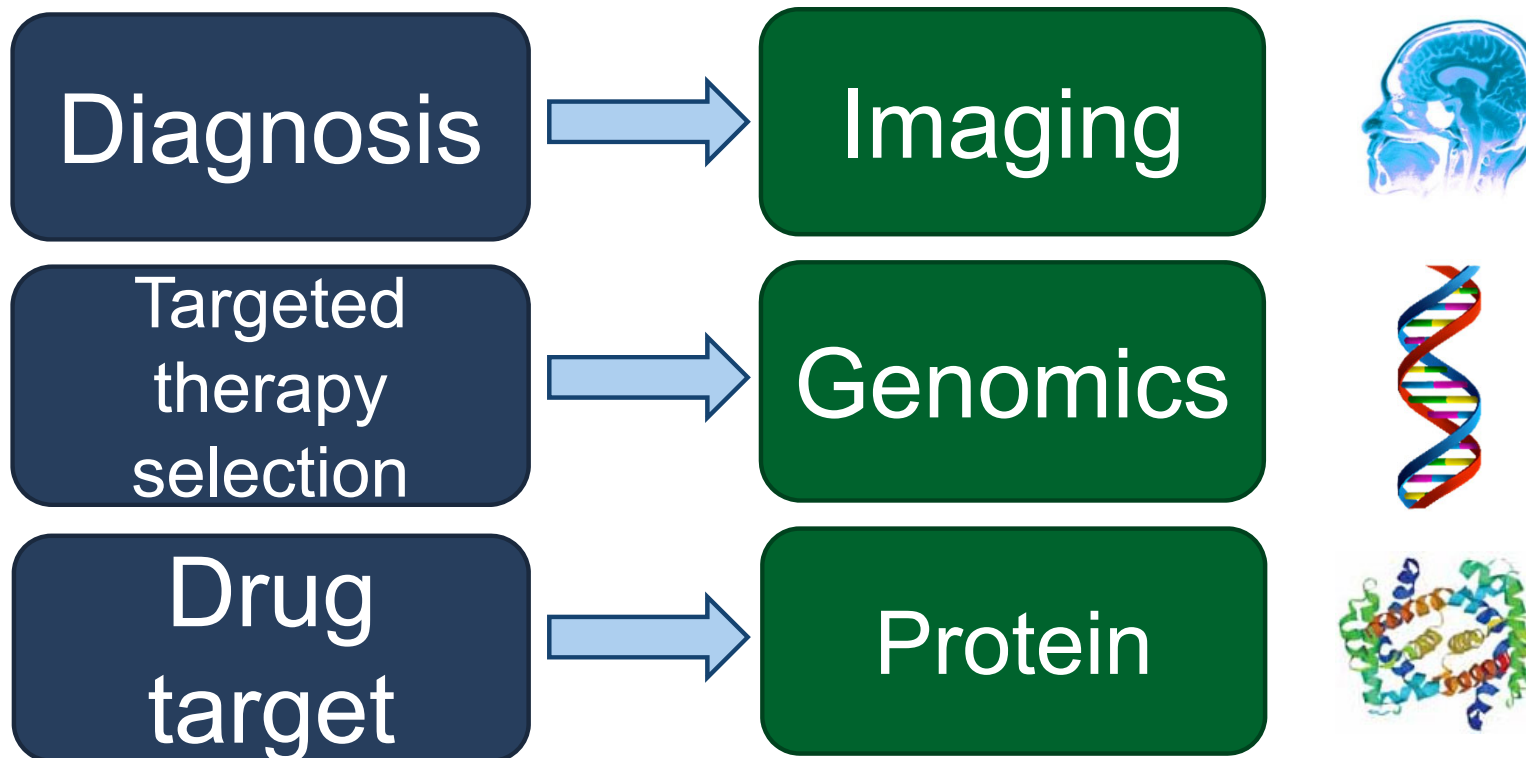 Diagnosis
Imaging
Targeted
therapy
selection
Genomics
Drug
target
Protein